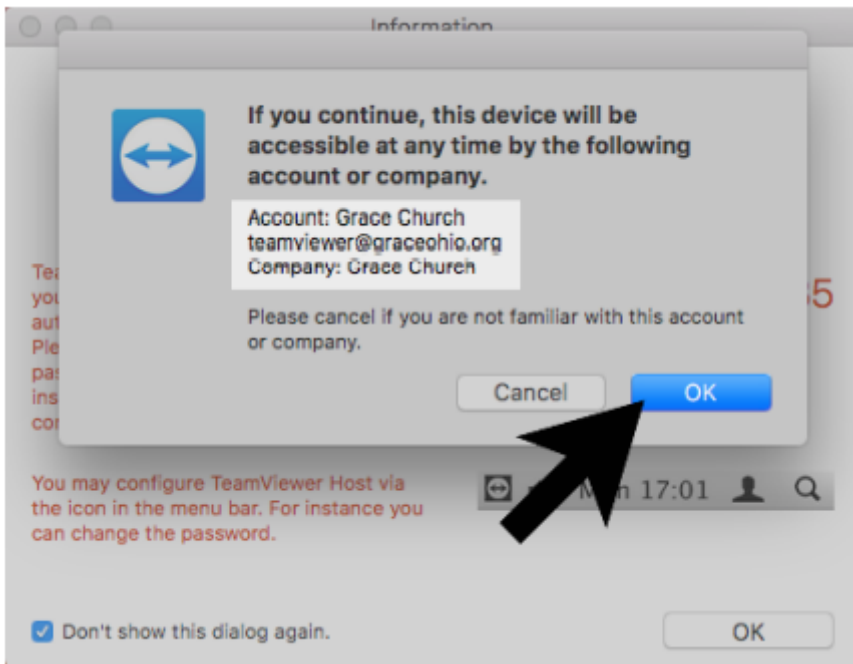 Information
If you continue, this device will be
accessible at any time by the following
account or company.
Account: Grace Church
teamviewer@graceohio.org
Company: Grace Church
Please cancel if you are not familiar with this account
or company.
Cancel
OK
5
You may configure TeamViewer Host via
the icon in the menu bar. For instance you
can change the password.
17:01
Don't show this dialog again.
OK